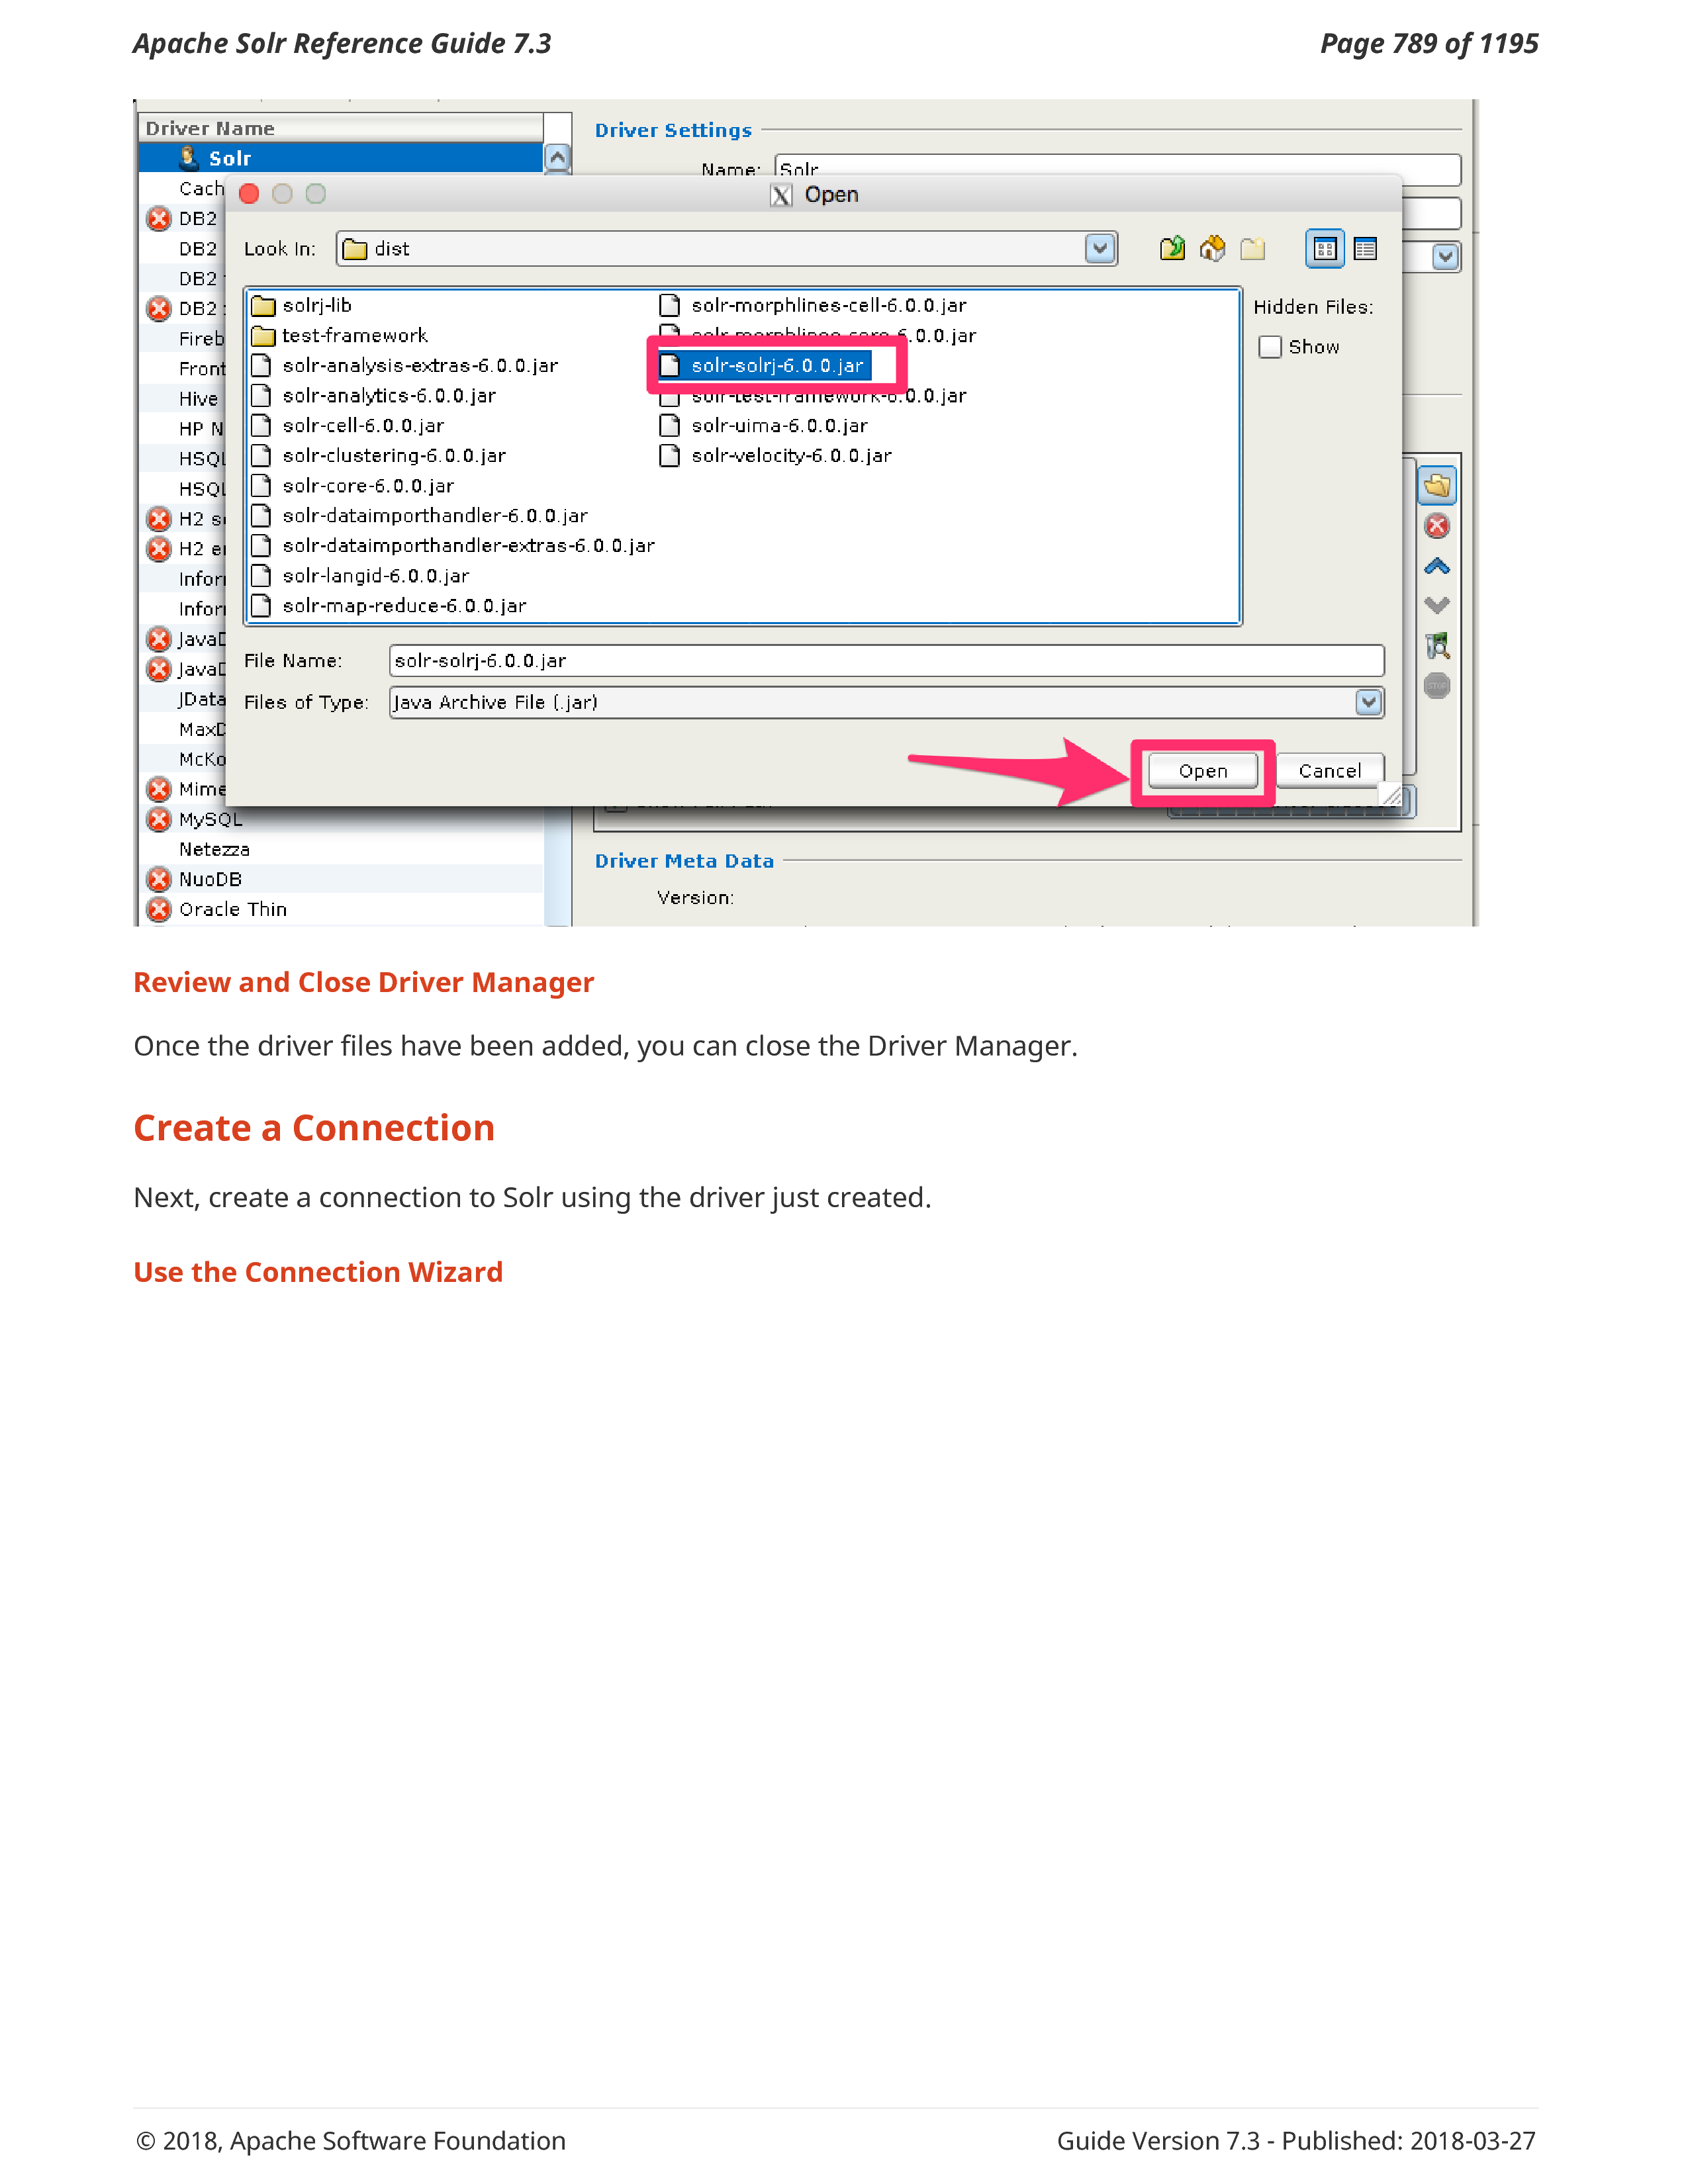 Apache Solr Reference Guide 7.3
Page 789 of 1195
Driver Name
Driver Settings
Solr
Name: Solr
Cach
Open
DB2
Look In: dist
DB2
DB2
DB2
solrj-lib
solr-morphlines-cell-6.0.0.jar
Hidden Files:
Fireb
test-framework
solr-morphlines-core-6.0.0.jar
Show
Front
solr-analysis-extras-6.0.0.jar
solr-solrj-6.0.0.jar
Hive
solr-analytics-6.0.0.jar
solr-test-framework-6.0.0.jar
HP N
solr-cell-6.0.0.jar
solr-uima-6.0.0.jar
HSQL
solr-clustering-6.0.0.jar
solr-velocity-6.0.0.jar
HSQL
solr-core-6.0.0.jar
H2 s
solr-dataimporthandler-6.0.0.jar
H2 e
solr-dataimporthandler-extras-6.0.0.jar
Infor
solr-langid-6.0.0.jar
Infor
solr-map-reduce-6.0.0.jar
JavaD
File Name: solr-solrj-6.0.0.jar
JavaD
STOP
JData
Files of Type: Java Archive File (.jar)
MaxD
McKo
Open
Cancel
Mime
MySQL
Netezza
Driver Meta Data
NuoDB
Version:
Oracle Thin
Review and Close Driver Manager
Once the driver files have been added, you can close the Driver Manager.
Create a Connection
Next, create a connection to Solr using the driver just created.
Use the Connection Wizard
© 2018, Apache Software Foundation
Guide Version 7.3 - Published: 2018-03-27